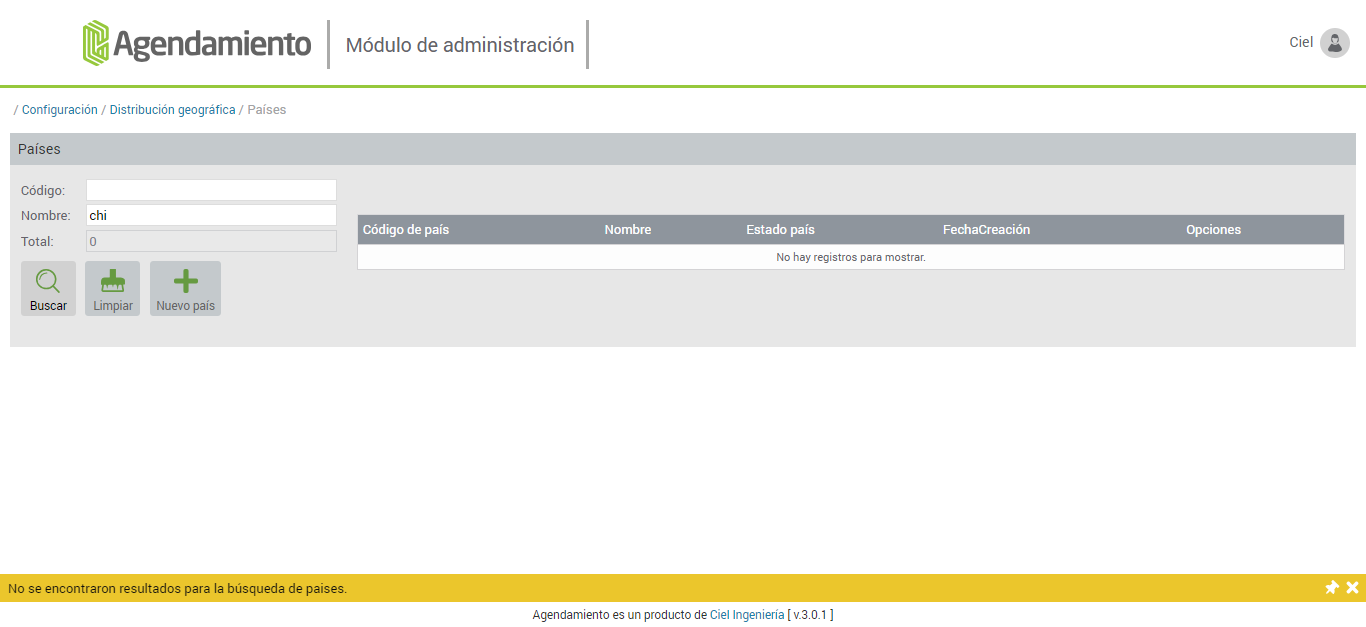 Agendamiento
Módulo de administración
Ciel
/ Configuración / Distribución geográfica / Países
Países
Código:
Nombre: chi
Total: 0
Buscar
Limpiar
Nuevo país
Código de país Nombre Estado país FechaCreación Opciones
No hay registros para mostrar.
No se encontraron resultados para la búsqueda de paises.
Agendamiento es un producto de Ciel Ingeniería [ v.3.0.1 ]